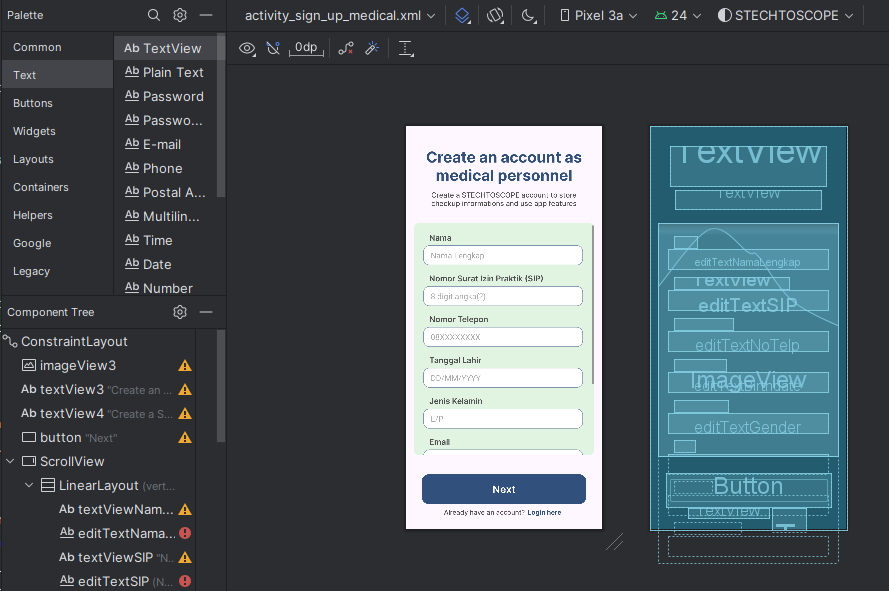 Palette
activity_sign_up_medical.xml
Pixel 3a
24
STECHTOSCOPE
0dp
Common
Text
Buttons
Widgets
Layouts
Containers
Helpers
Google
Legacy
Ab TextView
Ab Plain Text
Ab Password
Ab Passwo...
Ab E-mail
Ab Phone
Ab Postal A...
Ab Multilin...
Ab Time
Ab Date
Ab Number
Component Tree
ConstraintLayout
imageView3
Ab textView3 "Create an ...
Ab textView4 "Create a S...
button "Next"
ScrollView
LinearLayout (vert...
Ab textViewNam...
Ab editTextNama...
Ab textViewSIP "N...
Ab editTextSIP (N...
Create an account as
medical personnel
Create a STECHTOSCOPE account to store
checkup informations and use app features
Nama
Nama Lengkap
Nomor Surat Izin Praktik (SIP)
8 digit angka(?)
Nomor Telepon
08XXXXXXXX
Tanggal Lahir
DD/MM/YYYY
Jenis Kelamin
L/P
Email
Next
Already have an account? Login here
TextView
TextView
editTextNamaLengkap
TextView
editTextSIP
editTextNoTelp
ImageView
editTextBirthdate
editTextGender
Button
TextView